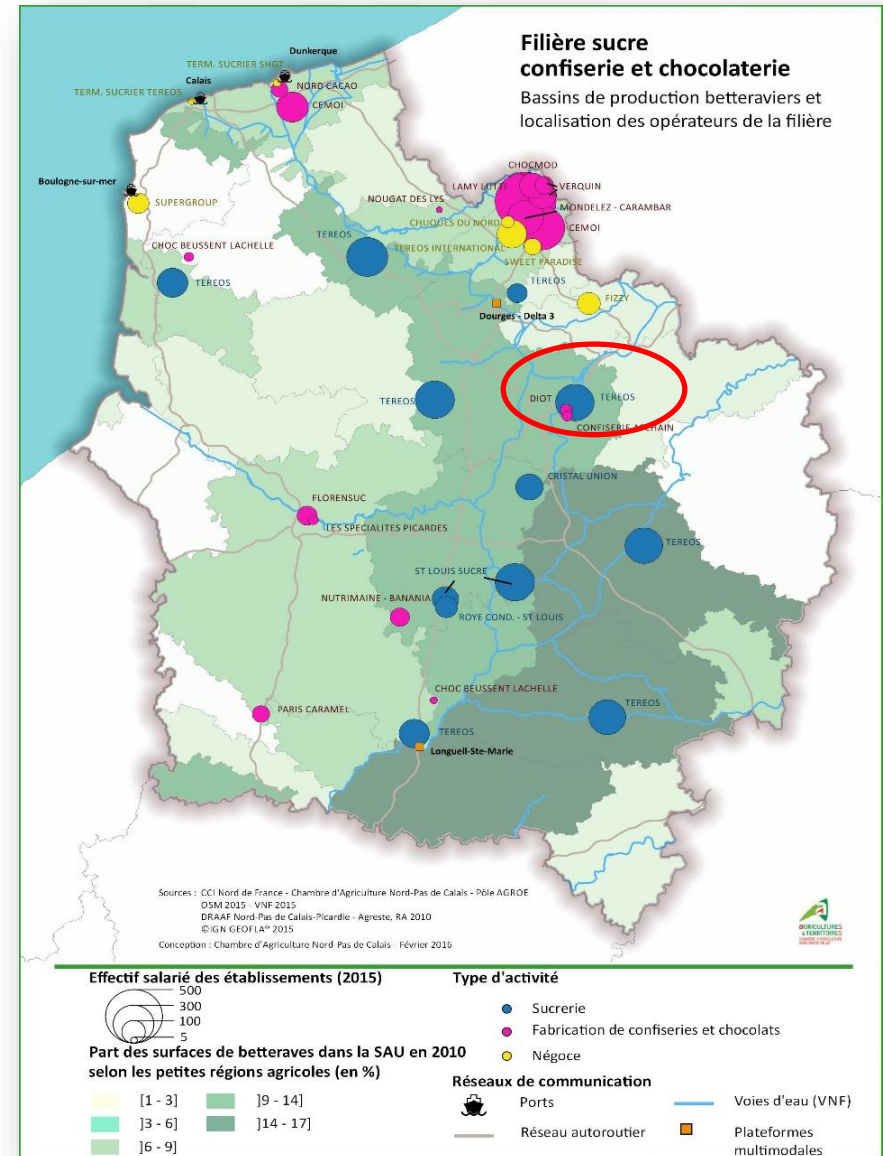 Filière sucre
confiserie et chocolaterie
Bassins de production betteraviers et
localisation des opérateurs de la filière
Dunkerque
TERM. SUCRIER SHGT
NORD CACAO
Calais
TERM. SUCRIER TEREOS
CEMOI
CHOCMOD
Boulogne-sur-mer
LAMY LUTTI
VERQUIN
NOUGAT DES LYS
SUPERGROUP
MONDELEZ - CARAMBAR
CHUQUES DU NORD
CEMOI
TEREOS
CHOC BEUSSENT LACHELLE
TEREOS INTERNATIONAL
SWEET PARADISE
TEREOS
TEREOS
FIZZY
Dourges - Delta 3
TEREOS
DIOT
TEREOS
CONFISERIE
CRISTAL UNION
FLORENSUC
LES SPECIALITES PICARDES
TEREOS
ST LOUIS SUCRE
NUTRIMAINE - BANANIA
ROYE COND. - ST LOUIS
CHOC BEUSSENT LACHELLE
PARIS CARAMEL
TEREOS
TEREOS
Longueil-Ste-Marie
Sources : CCI Nord de France - Chambre d'Agriculture Nord-Pas de Calais - Pôle AGROE
OSM 2015 - VNF 2015
DRAAF Nord-Pas de Calais-Picardie - Agreste, RA 2010
©IGN GEOFLA® 2015
Conception : Chambre d'Agriculture Nord-Pas de Calais - Février 2016
AGRICULTURES
& TERRITOIRES
Effectif salarié des établissements (2015)
500
300
100
5
Part des surfaces de betteraves dans la SAU en 2010
selon les petites régions agricoles (en %)
[1 - 3]
]3 - 6]
]6 - 9]
]9 - 14]
]14 - 17]
Type d'activité
Sucrerie
Fabrication de confiseries et chocolats
Négoce
Réseaux de communication
Ports
Réseau autoroutier
Voies d'eau (VNF)
Plateformes
multimodales